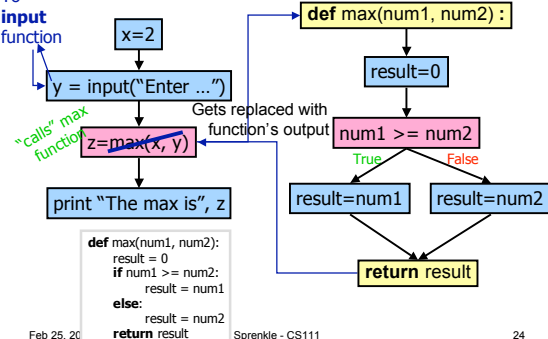 input
function
x=2
y = input("Enter ...")
"calls" max
function
z=max(x, y)
print "The max is", z
Gets replaced with
function's output
def max(num1, num2) :
result=0
num1 >= num2
True
False
result=num1
result=num2
return result
def max(num1, num2):
result = 0
if num1 >= num2:
result = num1
else:
result = num2
return result
Feb 25, 20
Sprenkle - CS111
24